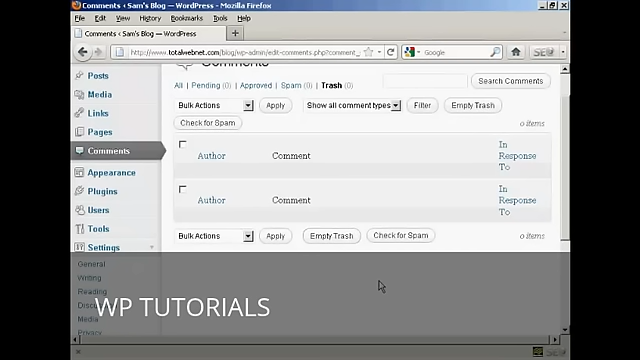 Comments ‹ Sam's Blog — WordPress - Mozilla Firefox
File Edit View History Bookmarks Tools Help
Comments ‹ Sam's Blog — WordPress
http://www.totalwebnet.com/blog/wp-admin/edit-comments.php?comment_
Google
Comments
Posts
All | Pending (0) | Approved | Spam (0) | Trash (0)
Media
Search Comments
Links
Bulk Actions Apply Show all comment types Filter Empty Trash
Pages
Check for Spam 0 items
Comments
Author Comment In Response To
Appearance
Plugins
Author Comment In Response To
Users
Tools
Bulk Actions Apply Empty Trash Check for Spam 0 items
Settings
General
Writing
Reading
WP TUTORIALS
Media
Privacy